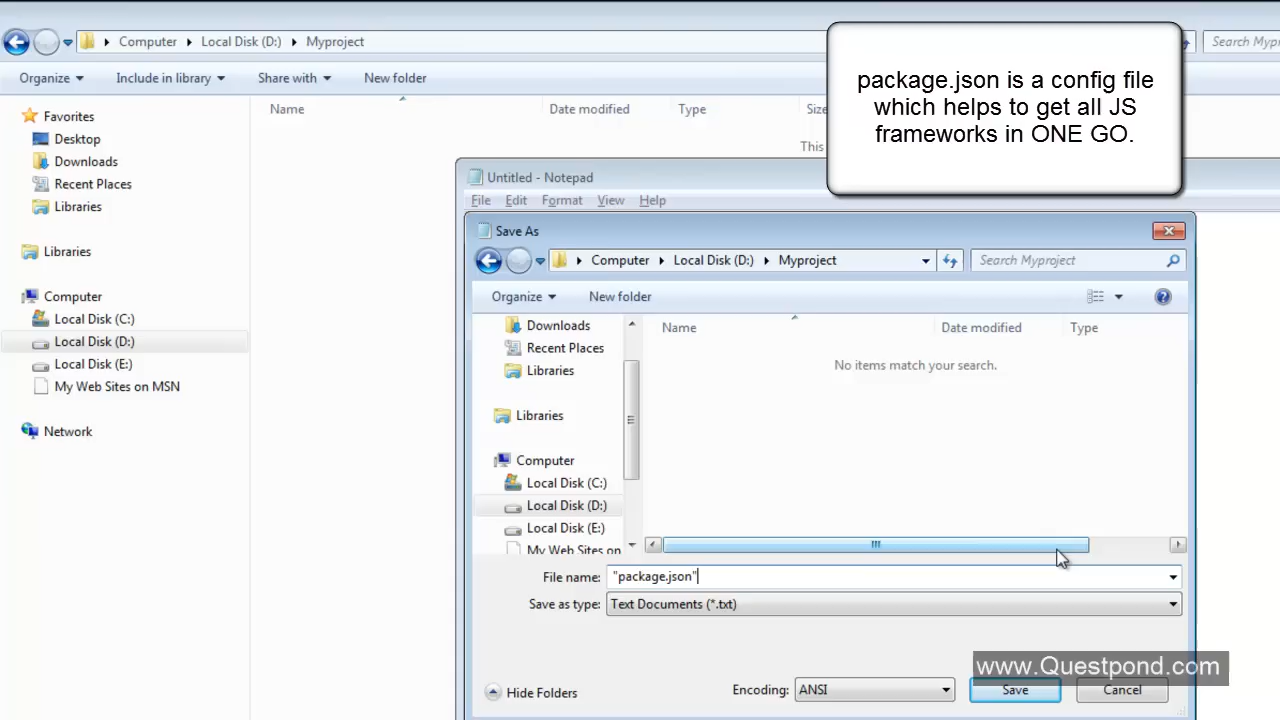 Computer Local Disk (D:) Myproject
Search Myp
Organize Include in library Share with New folder
package.json is a config file
which helps to get all JS
frameworks in ONE GO.
Name Date modified Type Size
This
Favorites
Desktop
Downloads
Recent Places
Libraries
Libraries
Computer
Local Disk (C:)
Local Disk (D:)
Local Disk (E:)
My Web Sites on MSN
Network
Untitled - Notepad
File Edit Format View Help
Save As
Computer Local Disk (D:) Myproject Search Myproject
Organize New folder
Downloads
Recent Places
Libraries
Libraries
Computer
Local Disk (C:)
Local Disk (D:)
Local Disk (E:)
My Web Sites on
Name Date modified Type
No items match your search.
File name: "package.json"
Save as type: Text Documents (*.txt)
www.Questpond.com
Hide Folders Encoding: ANSI Save Cancel